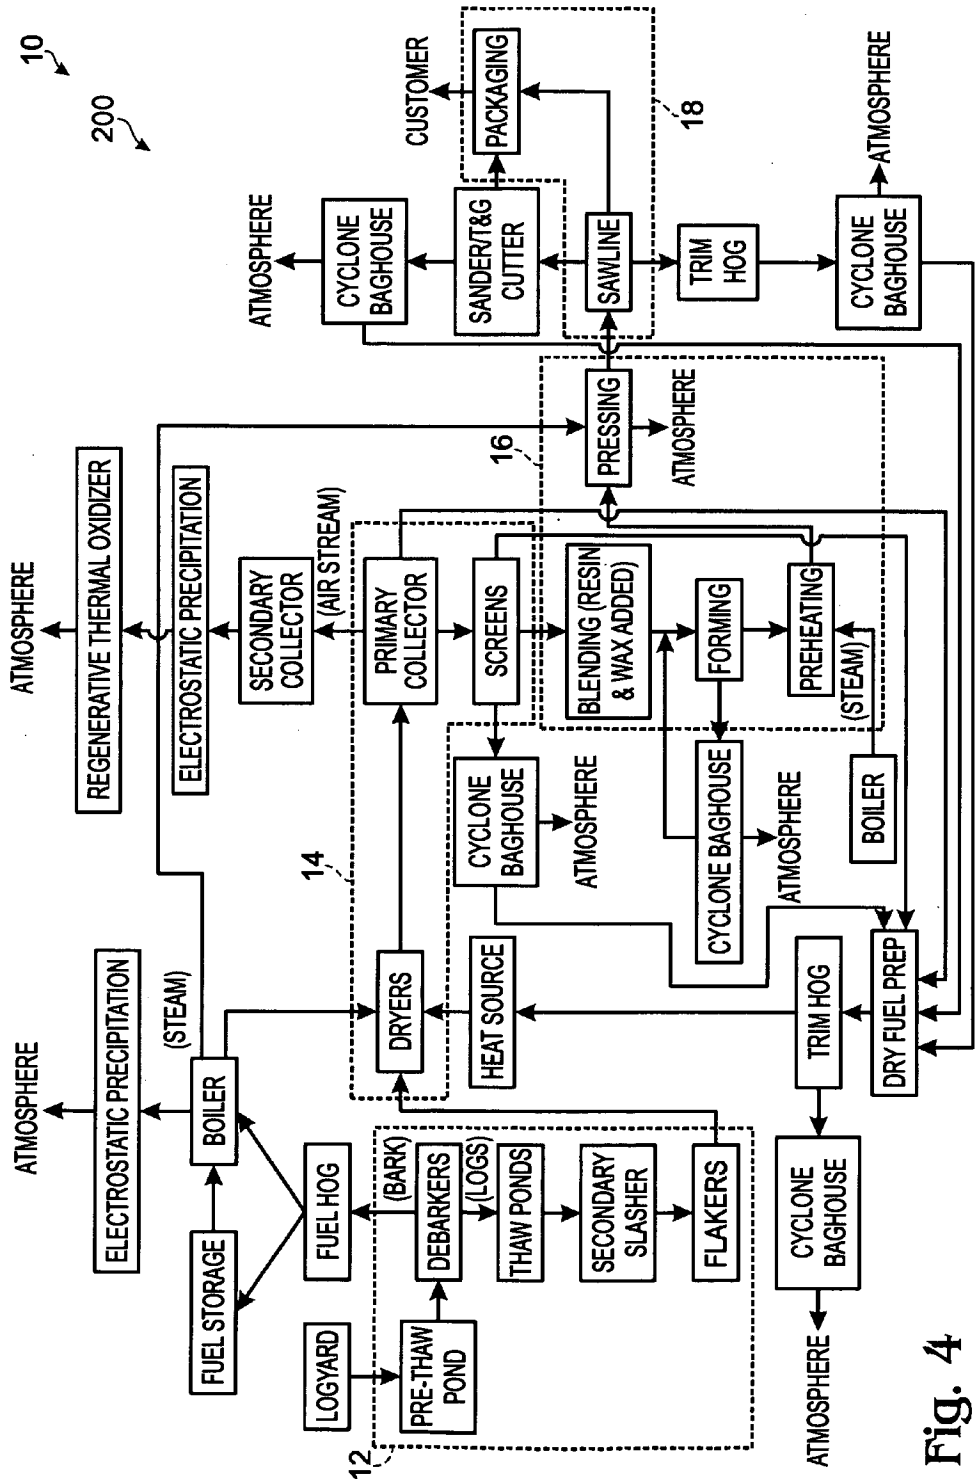 10
200
LOGYARD
PRE-THAW
POND
12
DEBARKERS
(BARK)
(LOGS)
THAW PONDS
SECONDARY
SLASHER
FLAKERS
FUEL HOG
FUEL STORAGE
BOILER
(STEAM)
ELECTROSTATIC PRECIPITATION
ATMOSPHERE
14
DRYERS
HEAT SOURCE
TRIM HOG
DRY FUEL PREP
CYCLONE
BAGHOUSE
ATMOSPHERE
PRIMARY
COLLECTOR
(AIR STREAM)
SECONDARY
COLLECTOR
ELECTROSTATIC PRECIPITATION
REGENERATIVE THERMAL OXIDIZER
ATMOSPHERE
SCREENS
CYCLONE
BAGHOUSE
ATMOSPHERE
16
BLENDING (RESIN
& WAX ADDED)
FORMING
CYCLONE BAGHOUSE
ATMOSPHERE
PREHEATING
(STEAM)
BOILER
PRESSING
ATMOSPHERE
18
SAWLINE
SANDER/T&G
CUTTER
CYCLONE
BAGHOUSE
ATMOSPHERE
PACKAGING
CUSTOMER
TRIM
HOG
CYCLONE
BAGHOUSE
ATMOSPHERE
Fig. 4